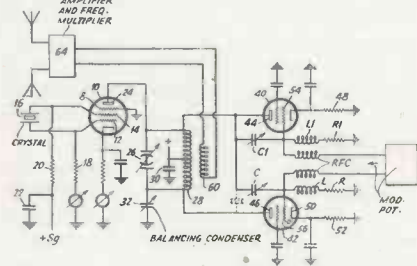 AMPLIFIER
AND FREQ.
MULTIPLIER
64
10
24
8
16
14
CRYSTAL
12
20
18
26
30
22
32
28
60
+Sg
BALANCING CONDENSER
40
54
44
48
L1
R1
C1
RFC
C
L
R
46
50
56
52
62
MOD.
POT.